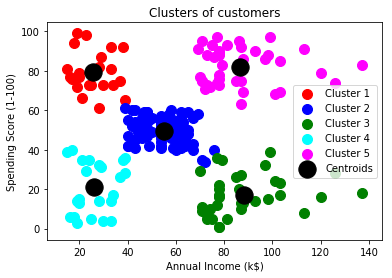 Clusters of customers
Spending Score (1-100)
100
80
60
40
20
0
Cluster 1
Cluster 2
Cluster 3
Cluster 4
Cluster 5
Centroids
20
40
60
80
100
120
140
Annual Income (k$)